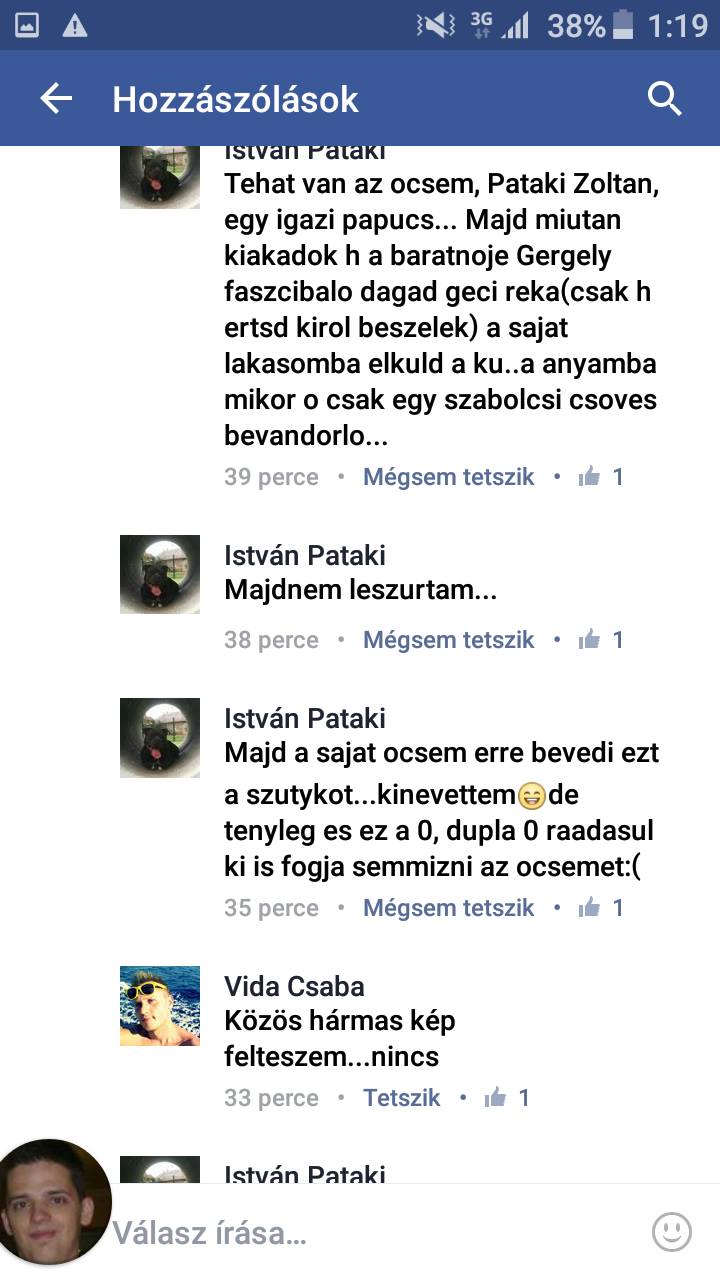 3G 38% 1:19
Hozzászólások
István Pataki
Tehat van az ocsem, Pataki Zoltan,
egy igazi papucs... Majd miutan
kiakadok h a baratnoje Gergely
faszcibalo dagad geci reka(csak h
ertsd kirol beszelek) a sajat
lakasomba elkuld a ku..a anyamba
mikor o csak egy szabolcsi csoves
bevandorlo...
39 perce • Mégsem tetszik • 1
István Pataki
Majdnem leszurtam...
38 perce • Mégsem tetszik • 1
István Pataki
Majd a sajat ocsem erre bevedi ezt
a szutykot...kinevettem😄de
tenyleg es ez a 0, dupla 0 raadasul
ki is fogja semmizni az ocsemet:(
35 perce • Mégsem tetszik • 1
Vida Csaba
Közös hármas kép
felteszem...nincs
33 perce • Tetszik • 1
István Pataki
Válasz írása...